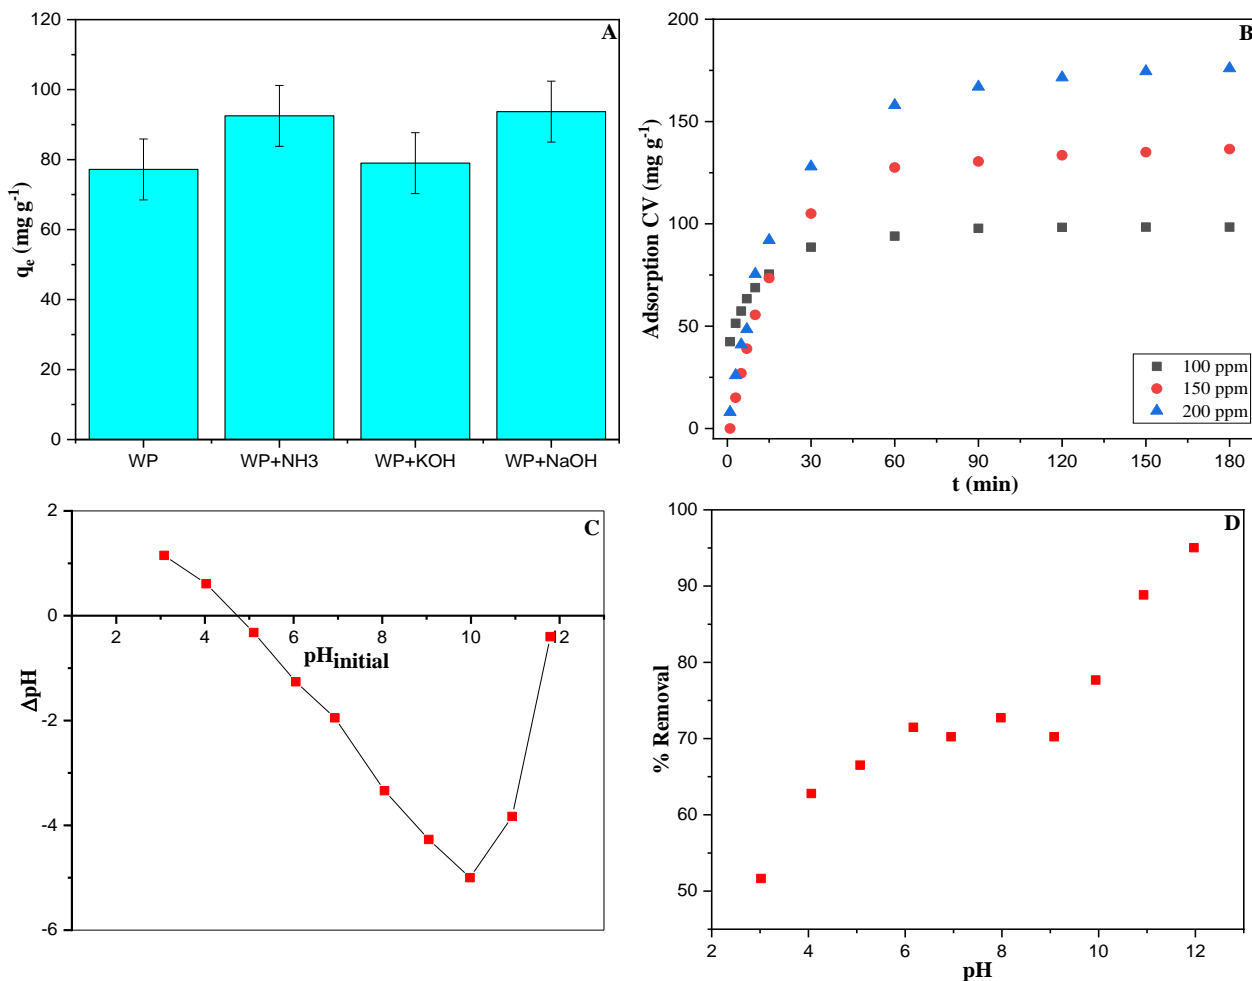 A
120
100
80
60
40
20
0
qe (mg g-1)
WP
WP+NH3
WP+KOH
WP+NaOH
B
200
150
100
50
0
Adsorption CV (mg g-1)
0
30
60
90
120
150
180
t (min)
100 ppm
150 ppm
200 ppm
C
2
0
-2
-4
-6
ΔpH
2
4
6
8
10
12
pHinitial
D
100
90
80
70
60
50
% Removal
2
4
6
8
10
12
pH